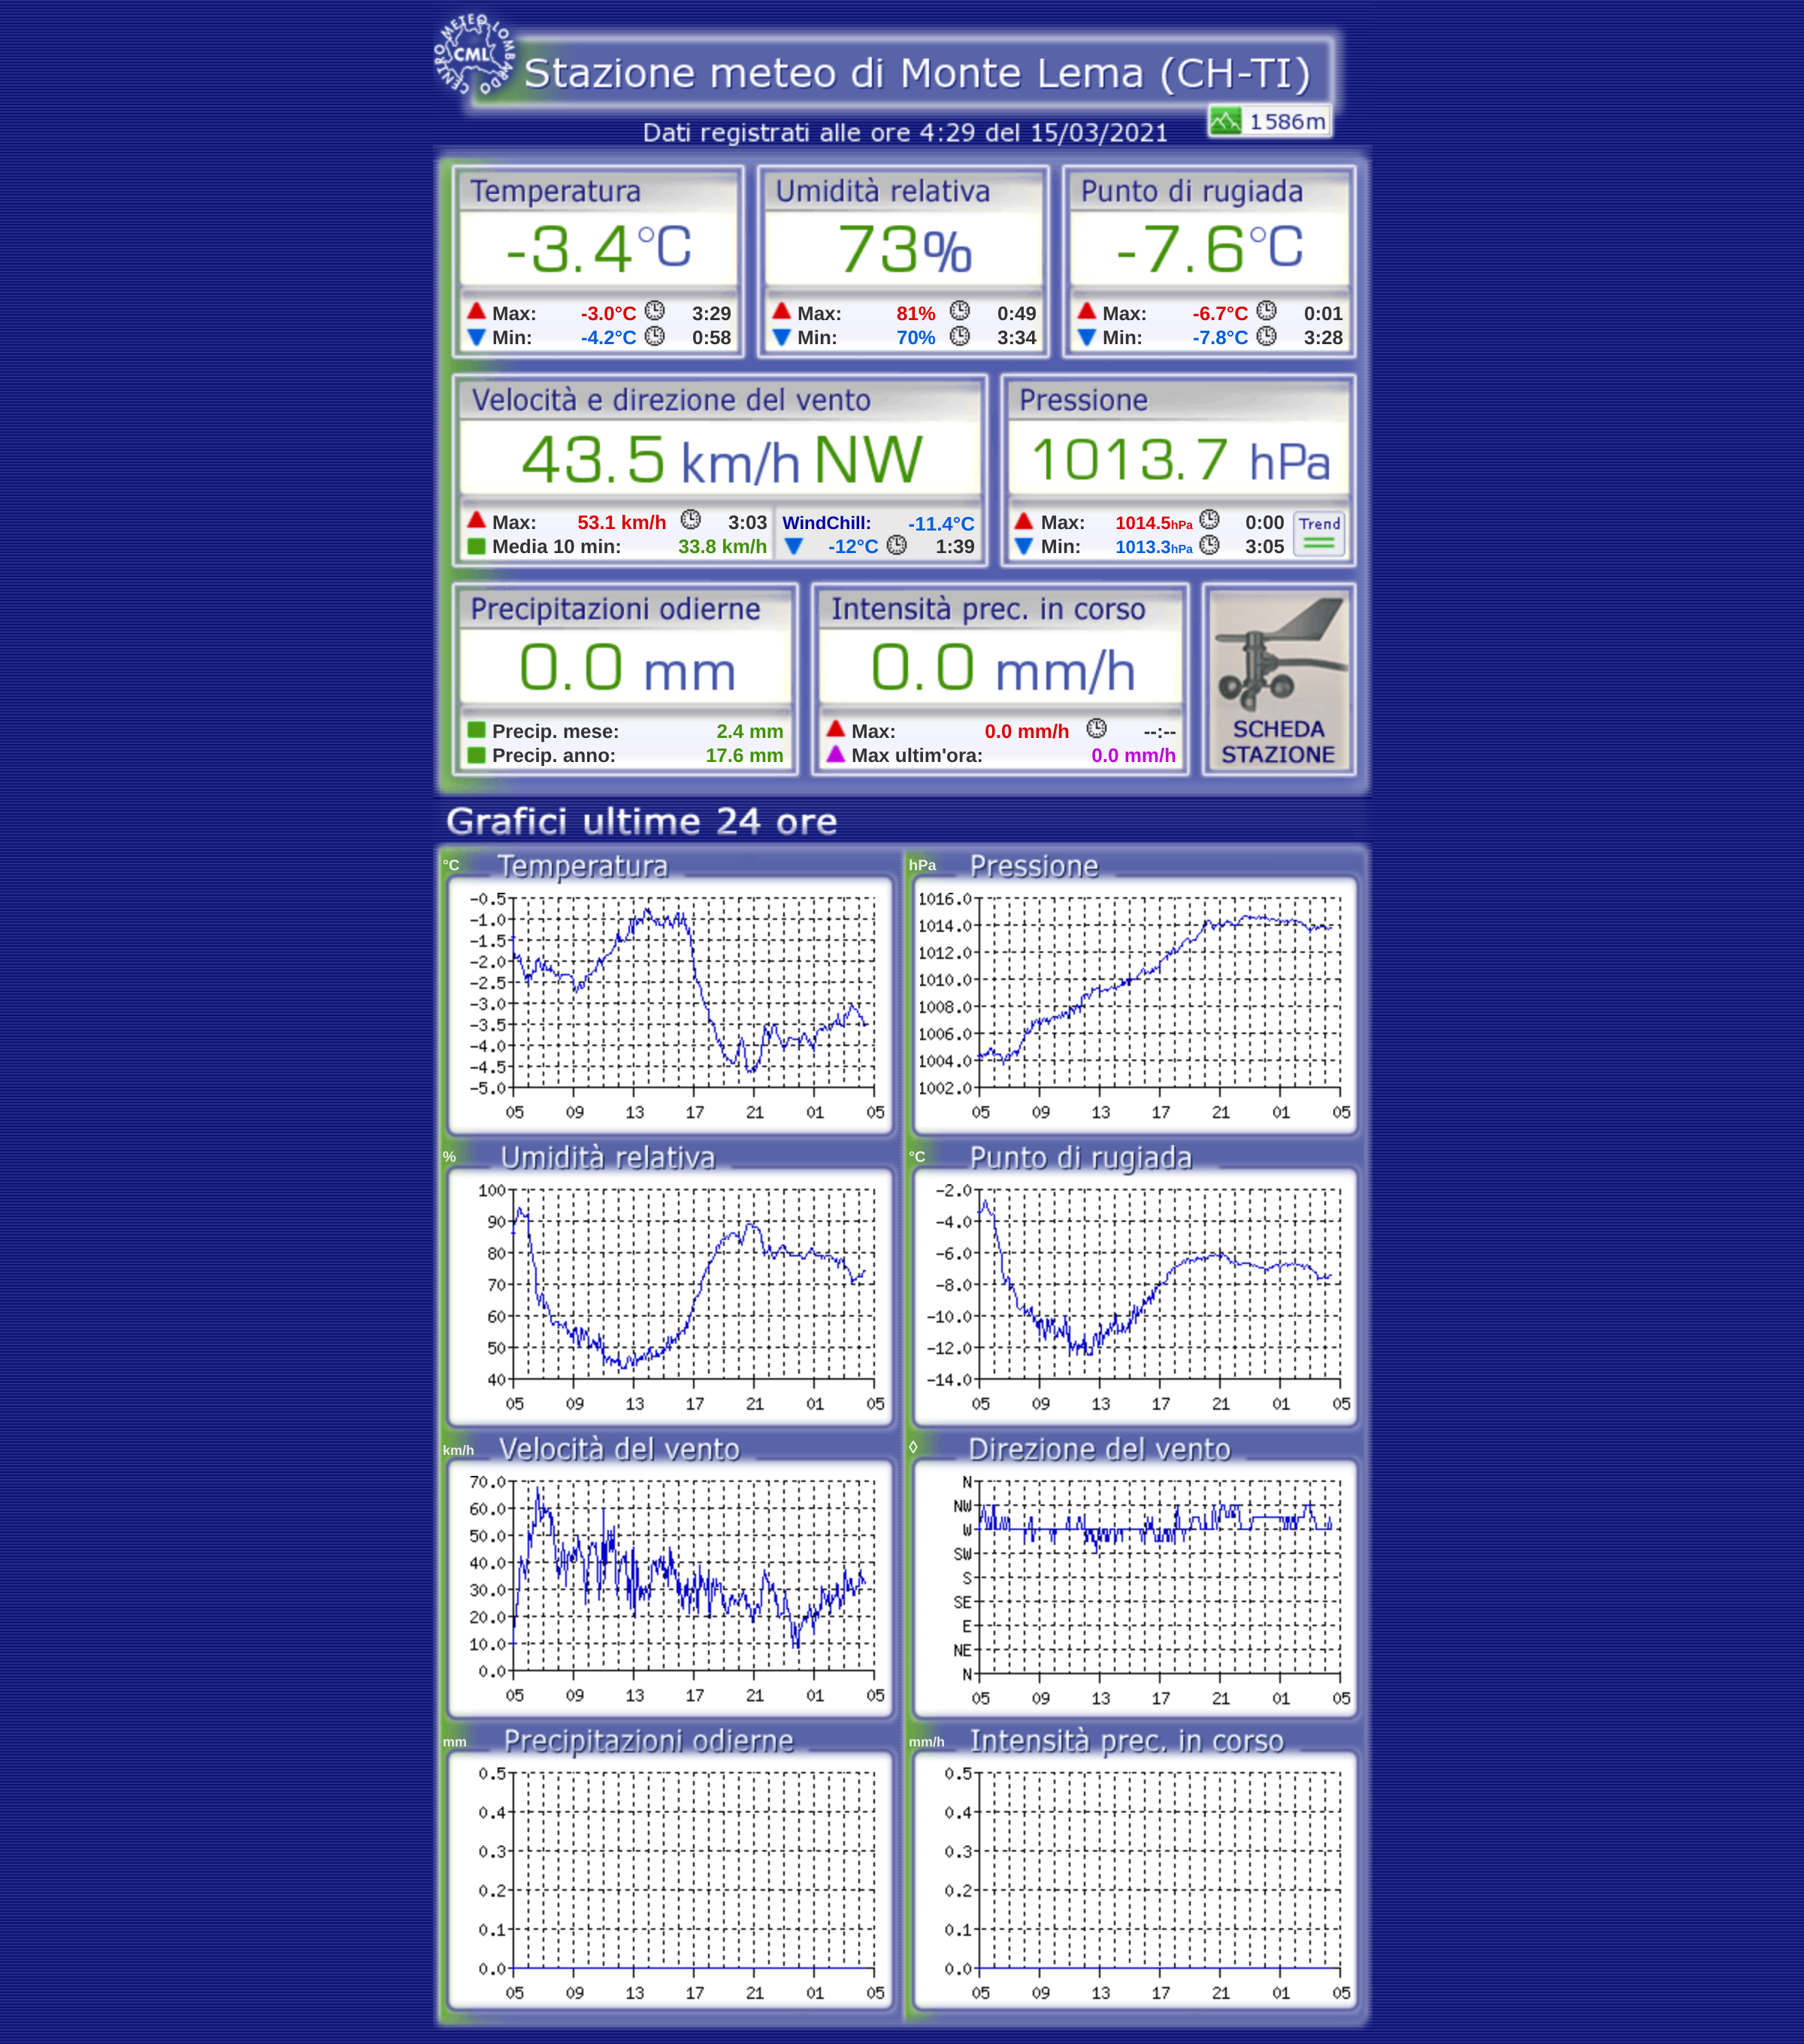 CENTRO METEO LOMBARDO
CML
Stazione meteo di Monte Lema (CH-TI)
1586m
Dati registrati alle ore 4:29 del 15/03/2021
Temperatura Umidità relativa Punto di rugiada
-3.4°C 73% -7.6°C
Max: -3.0°C 3:29 Max: 81% 0:49 Max: -6.7°C 0:01
Min: -4.2°C 0:58 Min: 70% 3:34 Min: -7.8°C 3:28
Velocità e direzione del vento Pressione
43.5 km/h NW 1013.7 hPa
Max: 53.1 km/h 3:03 WindChill: -11.4°C Max: 1014.5hPa 0:00 Trend
Media 10 min: 33.8 km/h -12°C 1:39 Min: 1013.3hPa 3:05
Precipitazioni odierne Intensità prec. in corso
0.0 mm 0.0 mm/h
Precip. mese: 2.4 mm Max: 0.0 mm/h --:-- SCHEDA
Precip. anno: 17.6 mm Max ultim'ora: 0.0 mm/h STAZIONE
Grafici ultime 24 ore
°C Temperatura hPa Pressione
-0.5 1016.0
-1.0 1014.0
-1.5
-2.0 1012.0
-2.5 1010.0
-3.0 1008.0
-3.5 1006.0
-4.0
-4.5 1004.0
-5.0 1002.0
05 09 13 17 21 01 05 05 09 13 17 21 01 05
% Umidità relativa °C Punto di rugiada
100 -2.0
90 -4.0
80 -6.0
70 -8.0
60 -10.0
50 -12.0
40 -14.0
05 09 13 17 21 01 05 05 09 13 17 21 01 05
km/h Velocità del vento ◊ Direzione del vento
70.0 N
60.0 NW
50.0 W
40.0 SW
30.0 S
20.0 SE
10.0 E
0.0 NE
N
05 09 13 17 21 01 05 05 09 13 17 21 01 05
mm Precipitazioni odierne mm/h Intensità prec. in corso
0.5 0.5
0.4 0.4
0.3 0.3
0.2 0.2
0.1 0.1
0.0 0.0
05 09 13 17 21 01 05 05 09 13 17 21 01 05